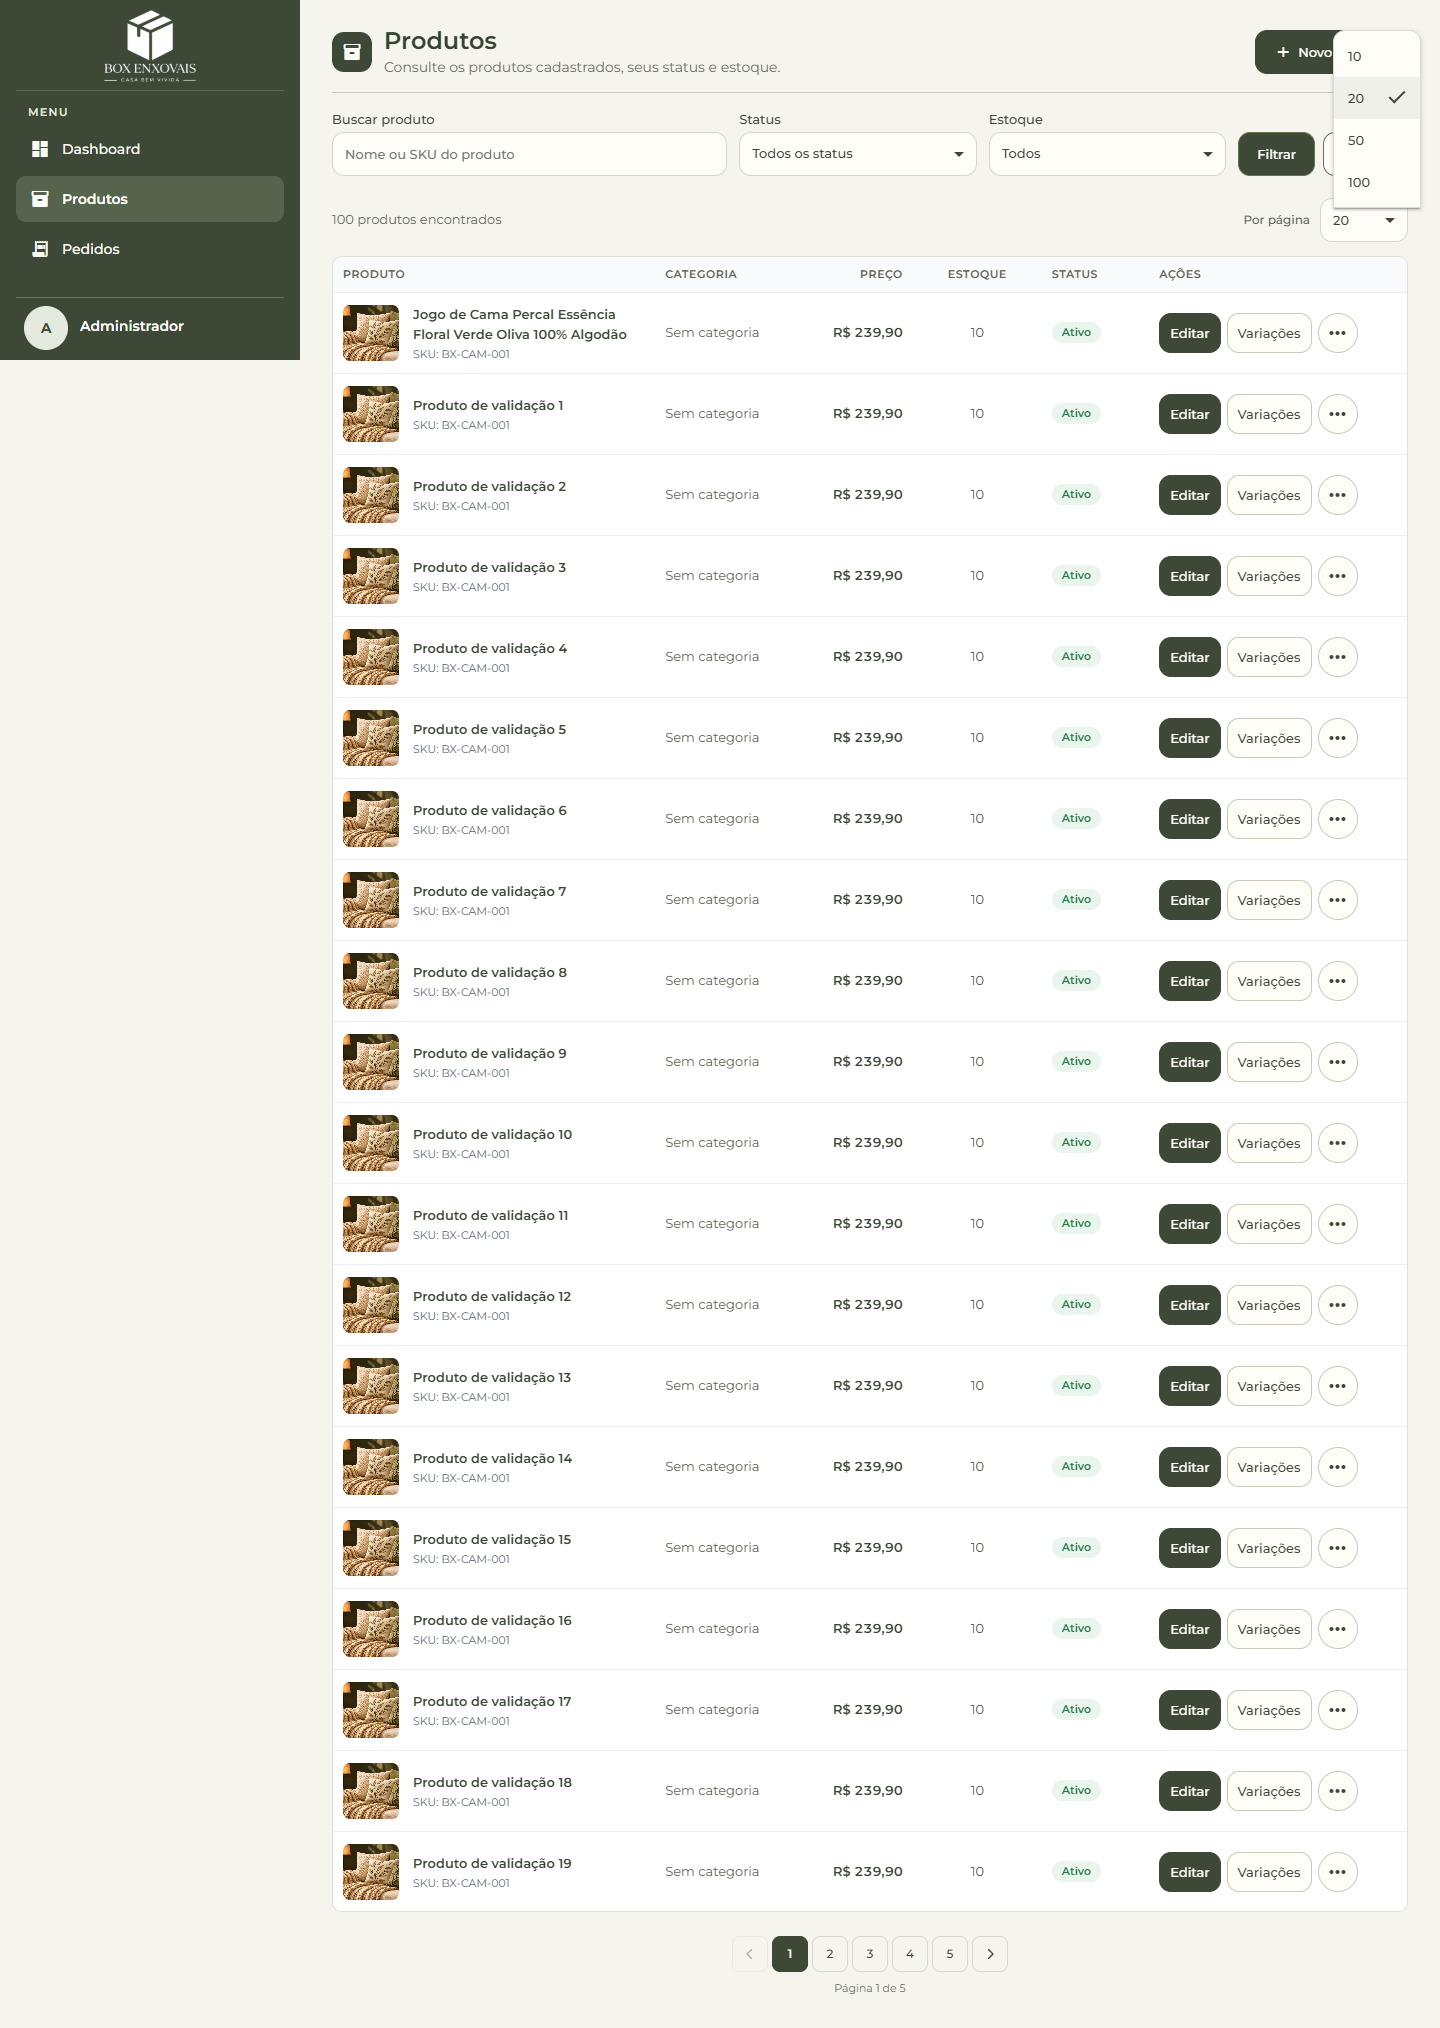 BOX ENXOVAIS
CASA BEM VIVIDA
MENU
Dashboard
Produtos
Pedidos
A
Administrador
Produtos
Consulte os produtos cadastrados, seus status e estoque.
Novo
10
20
50
100
Buscar produto
Status
Estoque
Nome ou SKU do produto
Todos os status
Todos
Filtrar
100 produtos encontrados
Por página
20
PRODUTO CATEGORIA PREÇO ESTOQUE STATUS AÇÕES
Jogo de Cama Percal Essência
Floral Verde Oliva 100% Algodão
SKU: BX-CAM-001
Sem categoria R$ 239,90 10 Ativo Editar Variações
Produto de validação 1
SKU: BX-CAM-001
Sem categoria R$ 239,90 10 Ativo Editar Variações
Produto de validação 2
SKU: BX-CAM-001
Sem categoria R$ 239,90 10 Ativo Editar Variações
Produto de validação 3
SKU: BX-CAM-001
Sem categoria R$ 239,90 10 Ativo Editar Variações
Produto de validação 4
SKU: BX-CAM-001
Sem categoria R$ 239,90 10 Ativo Editar Variações
Produto de validação 5
SKU: BX-CAM-001
Sem categoria R$ 239,90 10 Ativo Editar Variações
Produto de validação 6
SKU: BX-CAM-001
Sem categoria R$ 239,90 10 Ativo Editar Variações
Produto de validação 7
SKU: BX-CAM-001
Sem categoria R$ 239,90 10 Ativo Editar Variações
Produto de validação 8
SKU: BX-CAM-001
Sem categoria R$ 239,90 10 Ativo Editar Variações
Produto de validação 9
SKU: BX-CAM-001
Sem categoria R$ 239,90 10 Ativo Editar Variações
Produto de validação 10
SKU: BX-CAM-001
Sem categoria R$ 239,90 10 Ativo Editar Variações
Produto de validação 11
SKU: BX-CAM-001
Sem categoria R$ 239,90 10 Ativo Editar Variações
Produto de validação 12
SKU: BX-CAM-001
Sem categoria R$ 239,90 10 Ativo Editar Variações
Produto de validação 13
SKU: BX-CAM-001
Sem categoria R$ 239,90 10 Ativo Editar Variações
Produto de validação 14
SKU: BX-CAM-001
Sem categoria R$ 239,90 10 Ativo Editar Variações
Produto de validação 15
SKU: BX-CAM-001
Sem categoria R$ 239,90 10 Ativo Editar Variações
Produto de validação 16
SKU: BX-CAM-001
Sem categoria R$ 239,90 10 Ativo Editar Variações
Produto de validação 17
SKU: BX-CAM-001
Sem categoria R$ 239,90 10 Ativo Editar Variações
Produto de validação 18
SKU: BX-CAM-001
Sem categoria R$ 239,90 10 Ativo Editar Variações
Produto de validação 19
SKU: BX-CAM-001
Sem categoria R$ 239,90 10 Ativo Editar Variações
1 2 3 4 5
Página 1 de 5